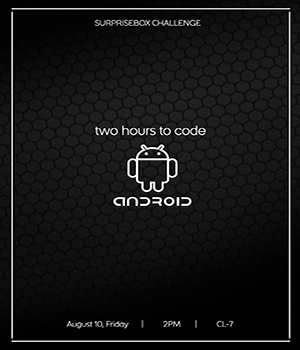 SURPRISEBOX CHALLENGE
two hours to code
ANDROID
August 10, Friday | 2PM | CL-7